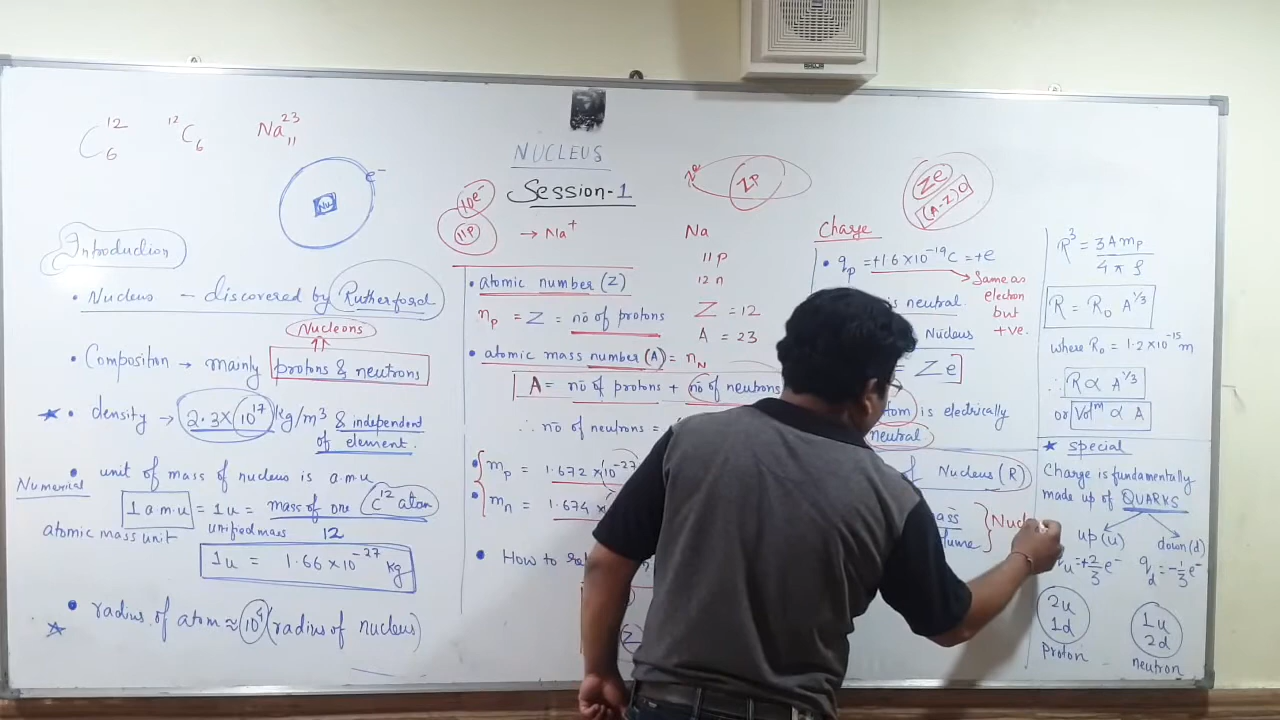 C 12 6 12 C 6 Na 23 11
NUCLEUS
Session-1
e⁻
Nu
10e⁻
11p
→ Na⁺
Ze
Zp
Ze
(A-Z)0
Introduction
• Nucleus – discovered by Rutherford
Nucleons
• Composition → mainly protons & neutrons
★ • density → 2.3×10¹⁷ kg/m³ & independent
of element.
• unit of mass of nucleus is a.m.u
Numerical
1 a.m.u = 1u = mass of one C¹² atom
12
atomic mass unit unified mass
1u = 1.66×10⁻²⁷ kg
• radius of atom ≈ 10⁴ (radius of nucleus)
☆
• atomic number (Z)
n_p = Z = no of protons
• atomic mass number (A) = n_N
A = no of protons + no of neutrons
∴ no of neutrons =
• m_p = 1.672×10⁻²⁷
• m_n = 1.674×
• How to
Z
Na
11p
12n
Z = 12
A = 23
Charge
• q_p = +1.6×10⁻¹⁹C = +e
Same as
electron
but
+ve.
is neutral.
Nucleus
= Ze
atom is electrically
neutral.
of Nucleus (R)
mass
volume } Nucl
R³ = 3Am_p
4πρ
R = R₀ A^1/3
where R₀ = 1.2×10⁻¹⁵ m
∴ R ∝ A^1/3
or Volᵐ ∝ A
★ special
Charge is fundamentally
made up of QUARKS
up(u) down(d)
q_u = +2/3 e⁻ q_d = -1/3 e⁻
2u
1d
Proton
1u
2d
neutron